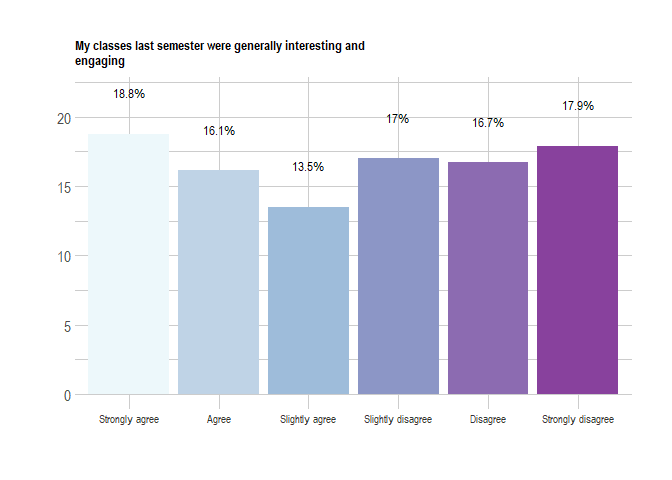 My classes last semester were generally interesting and
engaging
18.8%
16.1%
13.5%
17%
16.7%
17.9%
20
15
10
5
0
Strongly agree
Agree
Slightly agree
Slightly disagree
Disagree
Strongly disagree